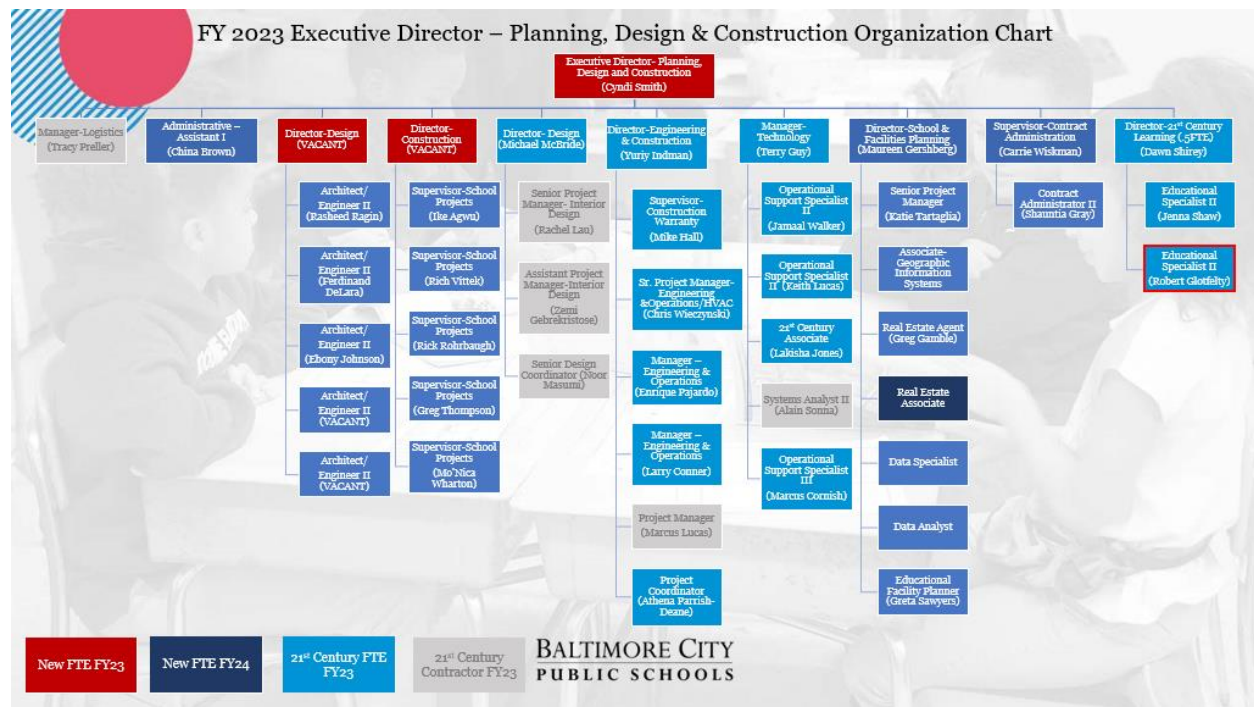 FY 2023 Executive Director – Planning, Design & Construction Organization Chart
Executive Director- Planning,
Design and Construction
(Cyndi Smith)
Manager-Logistics
(Tracy Preller)
Administrative –
Assistant I
(China Brown)
Director-Design
(VACANT)
Director-
Construction
(VACANT)
Director- Design
(Michael McBride)
Director-Engineering
& Construction
(Yuriy Indman)
Manager-
Technology
(Terry Guy)
Director-School &
Facilities Planning
(Maureen Gershberg)
Supervisor-Contract
Administration
(Carrie Wiskman)
Director-21st Century
Learning (.5FTE)
(Dawn Shirey)
Architect/
Engineer II
(Rasheed Ragin)
Architect/
Engineer II
(Ferdinand
DeLara)
Architect/
Engineer II
(Ebony Johnson)
Architect/
Engineer II
(VACANT)
Architect/
Engineer II
(VACANT)
Supervisor-School
Projects
(Ike Agwu)
Supervisor-School
Projects
(Rich Vittek)
Supervisor-School
Projects
(Rick Rohrbaugh)
Supervisor-School
Projects
(Greg Thompson)
Supervisor-School
Projects
(Mo'Nica
Wharton)
Senior Project
Manager- Interior
Design
(Rachel Lau)
Assistant Project
Manager-Interior
Design
(Zemi
Gebrekristose)
Senior Design
Coordinator (Noor
Masumi)
Supervisor-
Construction
Warranty
(Mike Hall)
Sr. Project Manager-
Engineering
&Operations/HVAC
(Chris Wieczynski)
Manager –
Engineering &
Operations
(Enrique Pajardo)
Manager –
Engineering &
Operations
(Larry Conner)
Project Manager
(Marcus Lucas)
Project
Coordinator
(Athena Parrish-
Deane)
Operational
Support Specialist
II
(Jamaal Walker)
Operational
Support Specialist
II (Keith Lucas)
21st Century
Associate
(Lakisha Jones)
Systems Analyst II
(Alain Sonna)
Operational
Support Specialist
III
(Marcus Cornish)
Senior Project
Manager
(Katie Tartaglia)
Associate-
Geographic
Information
Systems
Real Estate Agent
(Greg Gamble)
Real Estate
Associate
Data Specialist
Data Analyst
Educational
Facility Planner
(Greta Sawyers)
Contract
Administrator II
(Shauntia Gray)
Educational
Specialist II
(Jenna Shaw)
Educational
Specialist II
(Robert Glotfelty)
New FTE FY23
New FTE FY24
21st Century FTE
FY23
21st Century
Contractor FY23
BALTIMORE CITY
PUBLIC SCHOOLS